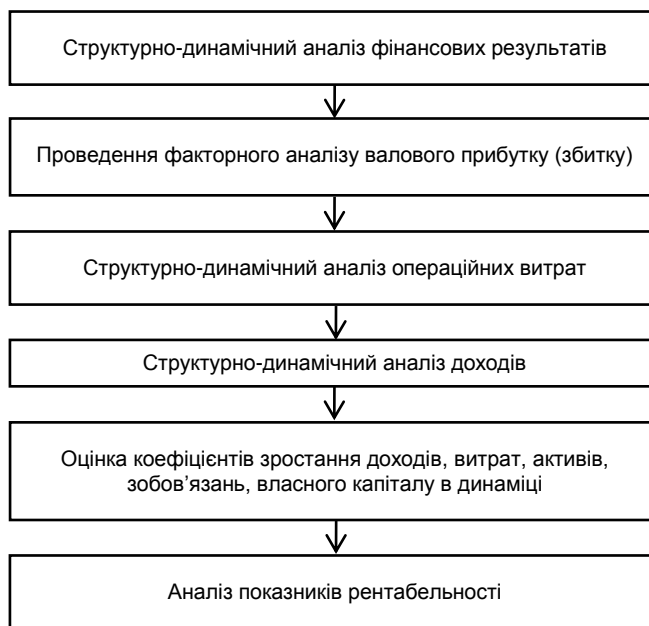 Структурно-динамічний аналіз фінансових результатів
Проведення факторного аналізу валового прибутку (збитку)
Структурно-динамічний аналіз операційних витрат
Структурно-динамічний аналіз доходів
Оцінка коефіцієнтів зростання доходів, витрат, активів,
зобов’язань, власного капіталу в динаміці
Аналіз показників рентабельності